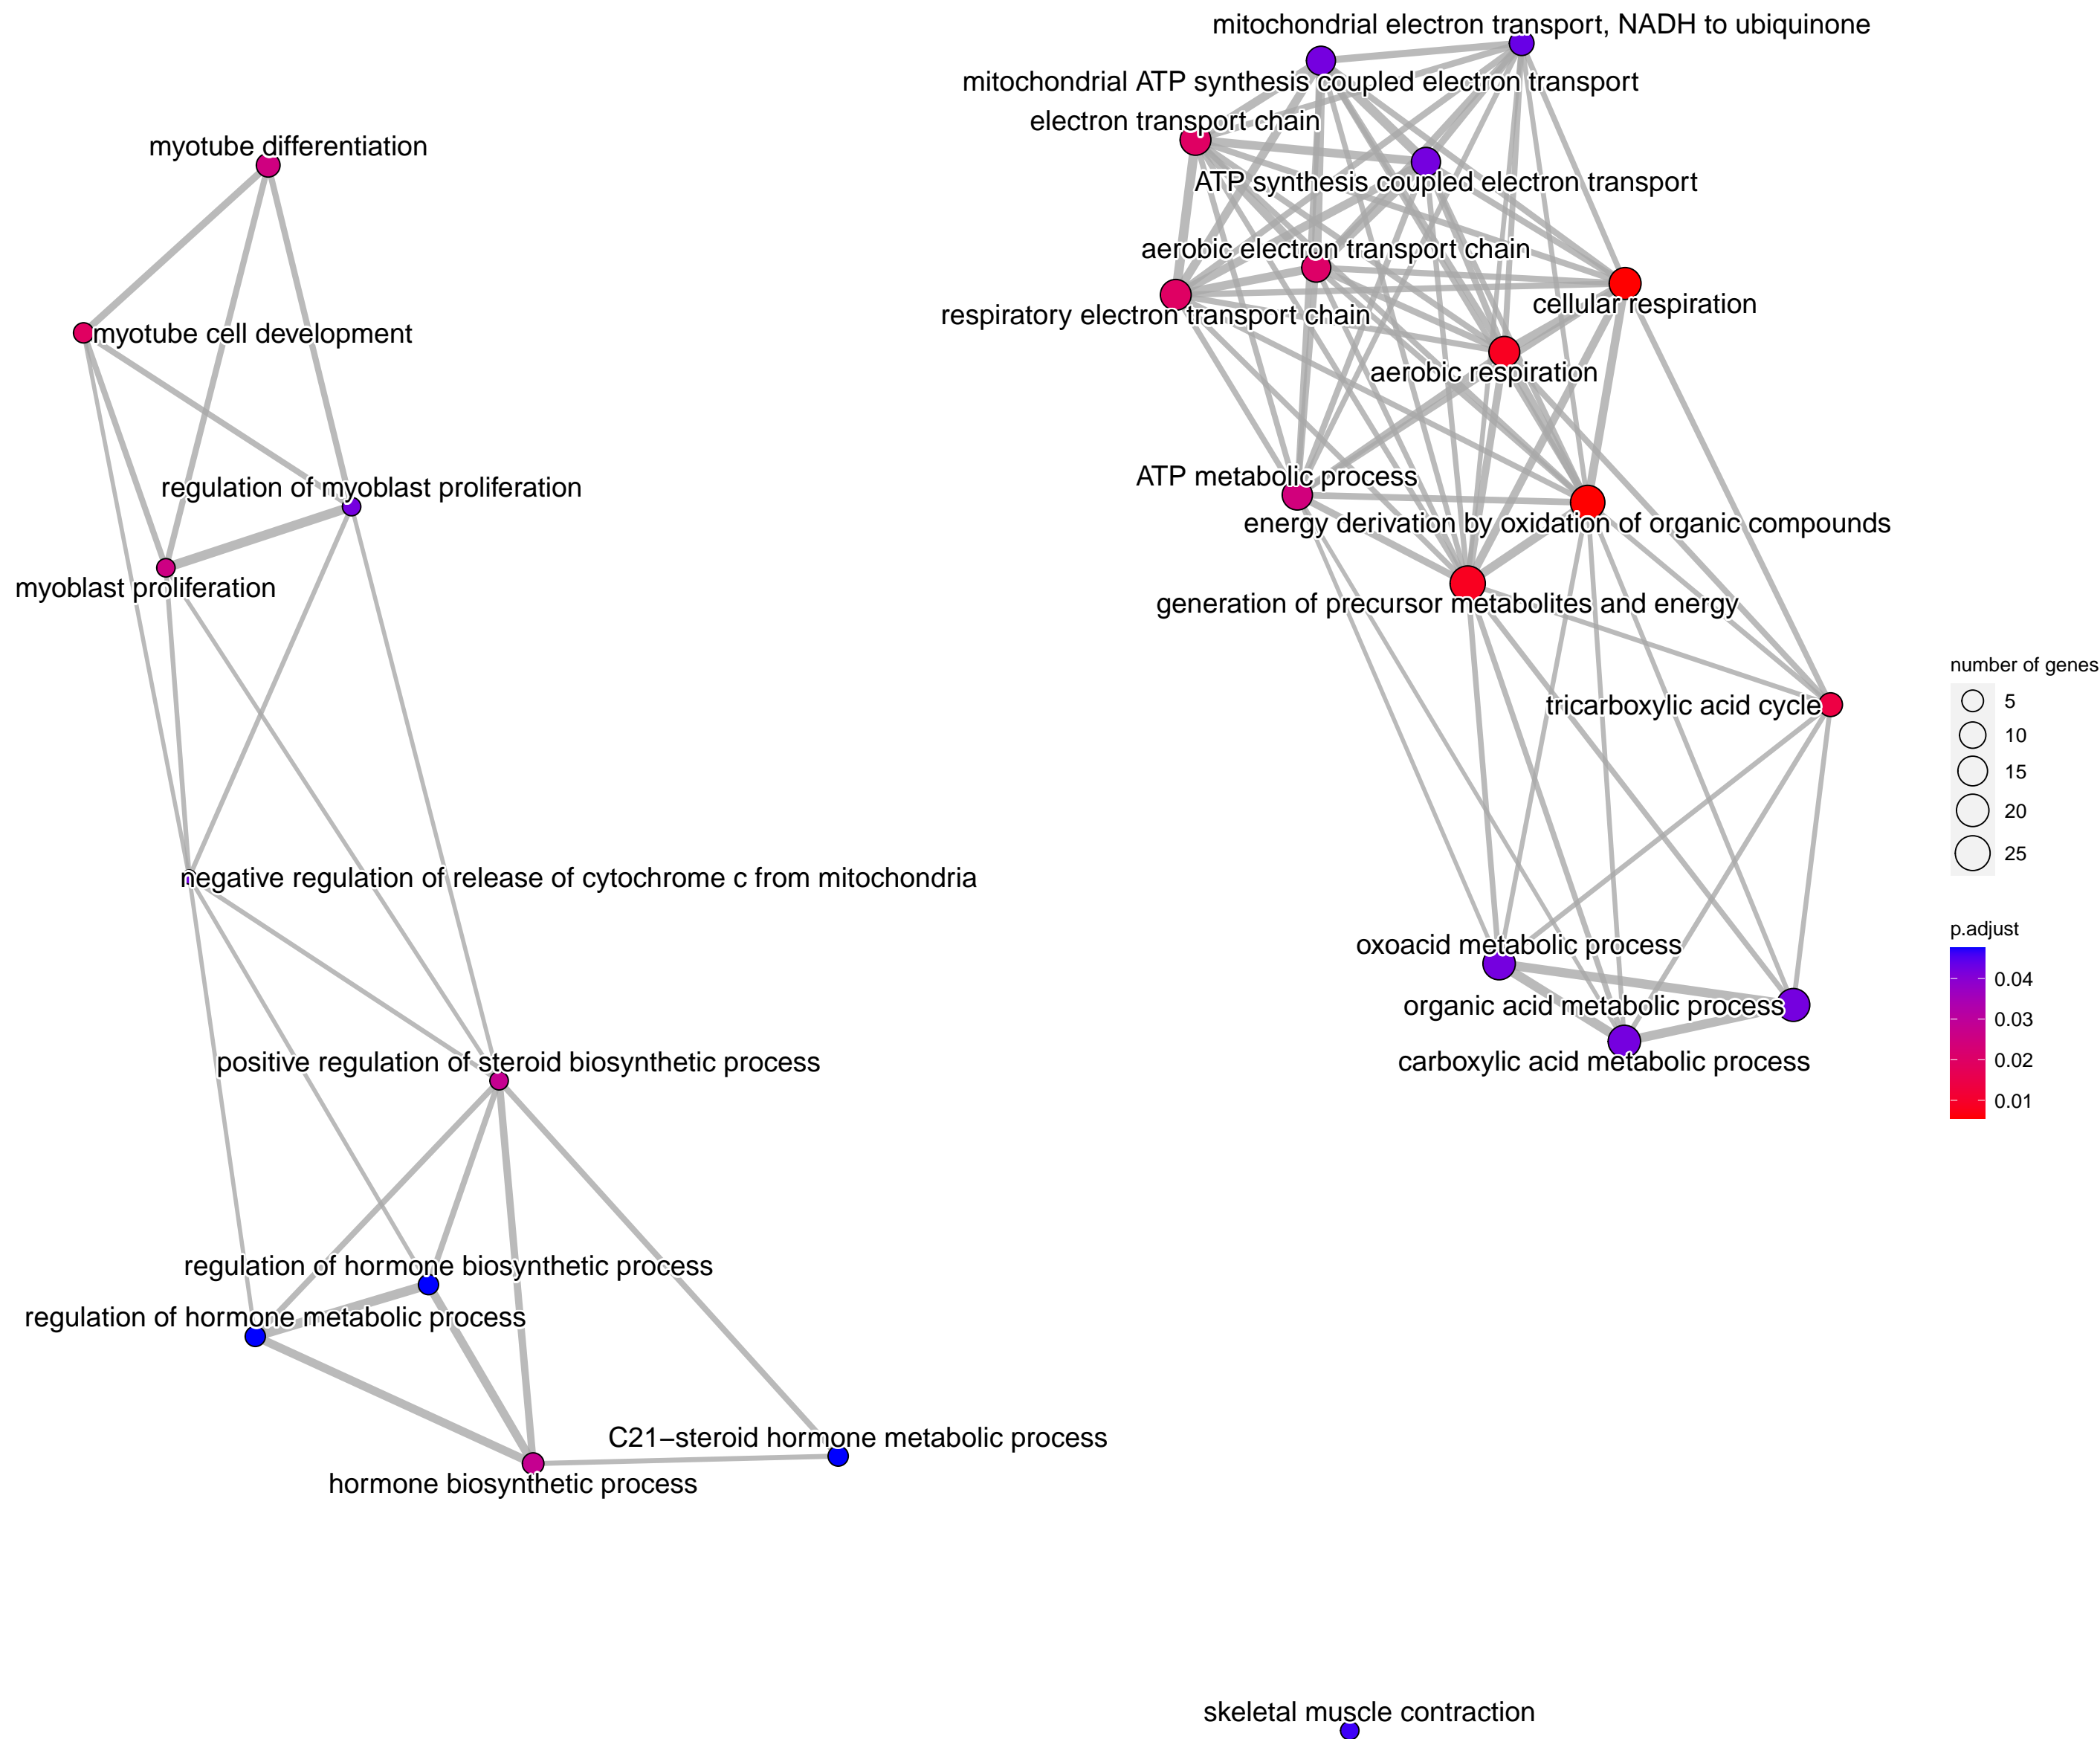 mitochondrial electron transport, NADH to ubiquinone
mitochondrial ATP synthesis coupled electron transport
electron transport chain
myotube differentiation
ATP synthesis coupled electron transport
aerobic electron transport chain
cellular respiration
respiratory electron transport chain
myotube cell development
aerobic respiration
ATP metabolic process
regulation of myoblast proliferation
energy derivation by oxidation of organic compounds
myoblast proliferation
generation of precursor metabolites and energy
number of genes
5
10
15
20
25
tricarboxylic acid cycle
negative regulation of release of cytochrome c from mitochondria
p.adjust
0.04
0.03
0.02
0.01
oxoacid metabolic process
organic acid metabolic process
carboxylic acid metabolic process
positive regulation of steroid biosynthetic process
regulation of hormone biosynthetic process
regulation of hormone metabolic process
C21–steroid hormone metabolic process
hormone biosynthetic process
skeletal muscle contraction